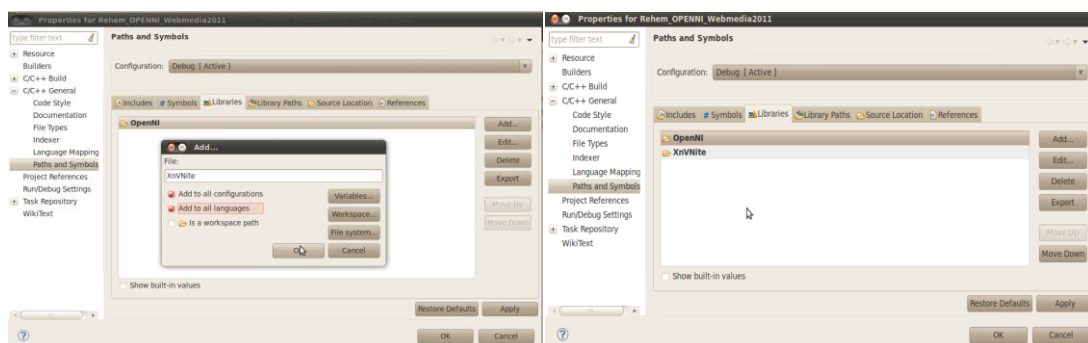 Properties for Rehem_OPENNI_Webmedia2011
type filter text
Resource
Builders
C/C++ Build
C/C++ General
Code Style
Documentation
File Types
Indexer
Language Mapping
Paths and Symbols
Project References
Run/Debug Settings
Task Repository
WikiText
Paths and Symbols
Configuration: Debug [ Active ]
Includes # Symbols Libraries Library Paths Source Location References
OpenNI
Add...
Edit...
Delete
Export
Move Up
Move Down
Add...
File:
XnVNite
Add to all configurations
Add to all languages
Is a workspace path
Variables...
Workspace...
File system...
OK Cancel
Show built-in values
Restore Defaults Apply
OK Cancel
Properties for Rehem_OPENNI_Webmedia2011
type filter text
Resource
Builders
C/C++ Build
C/C++ General
Code Style
Documentation
File Types
Indexer
Language Mapping
Paths and Symbols
Project References
Run/Debug Settings
Task Repository
WikiText
Paths and Symbols
Configuration: Debug [ Active ]
Includes # Symbols Libraries Library Paths Source Location References
OpenNI
XnVNite
Add...
Edit...
Delete
Export
Move Up
Move Down
Show built-in values
Restore Defaults Apply
OK Cancel